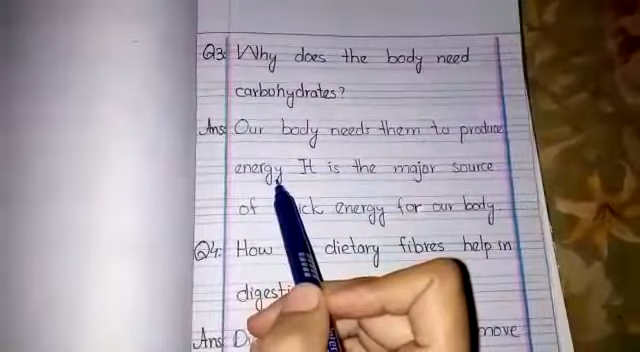 Q3: Why does the body need
carbohydrates?
Ans Our body needs them to produce
energy It is the major source
of energy for our body
Q4: How dietary fibres help in
Ans move